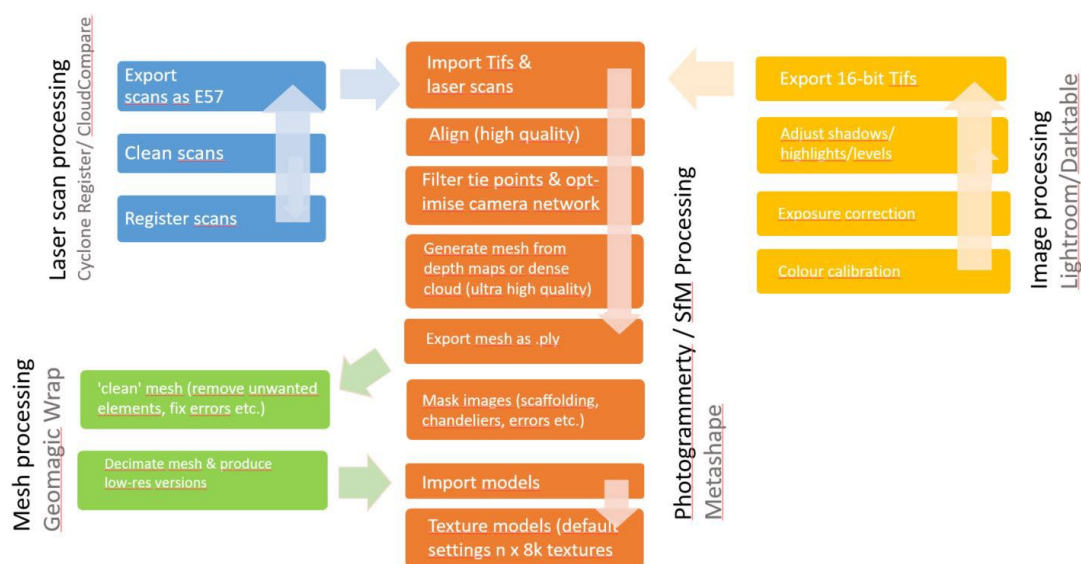 Laser scan processing
Cyclone Register/ CloudCompare
Export
scans as E57
Clean scans
Register scans
Import Tifs &
laser scans
Align (high quality)
Filter tie points & opt-
imise camera network
Generate mesh from
depth maps or dense
cloud (ultra high quality)
Export mesh as .ply
Mask images (scaffolding,
chandeliers, errors etc.)
Import models
Texture models (default
settings n x 8k textures
Photogrammerty / SfM Processing
Metashape
Export 16-bit Tifs
Adjust shadows/
highlights/levels
Exposure correction
Colour calibration
Image processing
Lightroom/Darktable
Mesh processing
Geomagic Wrap
'clean' mesh (remove unwanted
elements, fix errors etc.)
Decimate mesh & produce
low-res versions